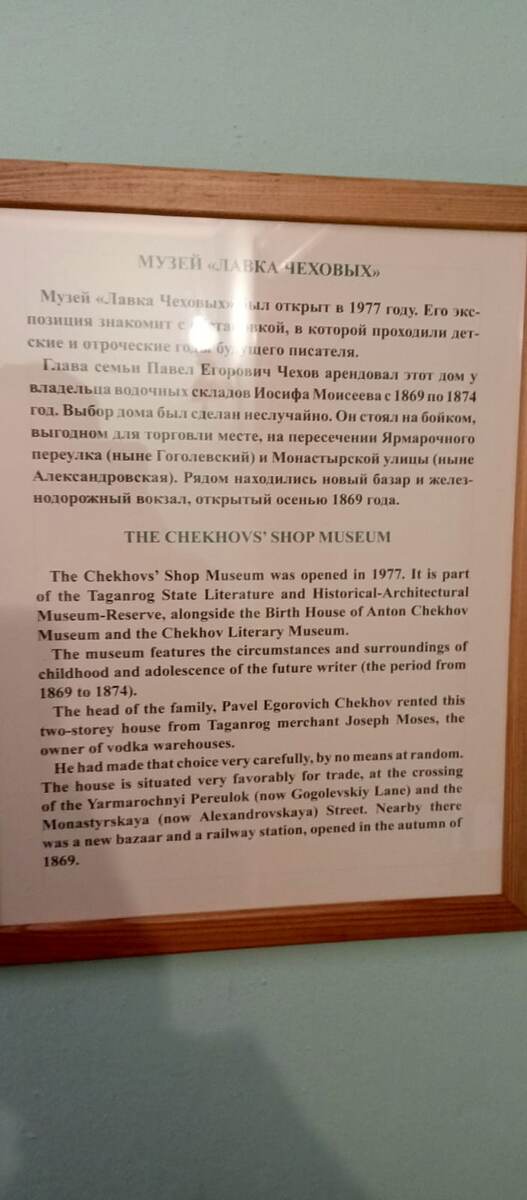 МУЗЕЙ «ЛАВКА ЧЕХОВЫХ»
Музей «Лавка Чеховых» был открыт в 1977 году. Его экс-
позиция знакомит с обстановкой, в которой проходили дет-
ские и отроческие годы будущего писателя.
Глава семьи Павел Егорович Чехов арендовал этот дом у
владельца водочных складов Иосифа Моисеева с 1869 по 1874
год. Выбор дома был сделан неслучайно. Он стоял на бойком,
выгодном для торговли месте, на пересечении Ярмарочного
переулка (ныне Гоголевский) и Монастырской улицы (ныне
Александровская). Рядом находились новый базар и желез-
нодорожный вокзал, открытый осенью 1869 года.
THE CHEKHOVS' SHOP MUSEUM
The Chekhovs' Shop Museum was opened in 1977. It is part
of the Taganrog State Literature and Historical-Architectural
Museum-Reserve, alongside the Birth House of Anton Chekhov
Museum and the Chekhov Literary Museum.
The museum features the circumstances and surroundings of
childhood and adolescence of the future writer (the period from
1869 to 1874).
The head of the family, Pavel Egorovich Chekhov rented this
two-storey house from Taganrog merchant Joseph Moses, the
owner of vodka warehouses.
He had made that choice very carefully, by no means at random.
The house is situated very favorably for trade, at the crossing
of the Yarmarochnyi Pereulok (now Gogolevskiy Lane) and the
Monastyrskaya (now Alexandrovskaya) Street. Nearby there
was a new bazaar and a railway station, opened in the autumn of
1869.